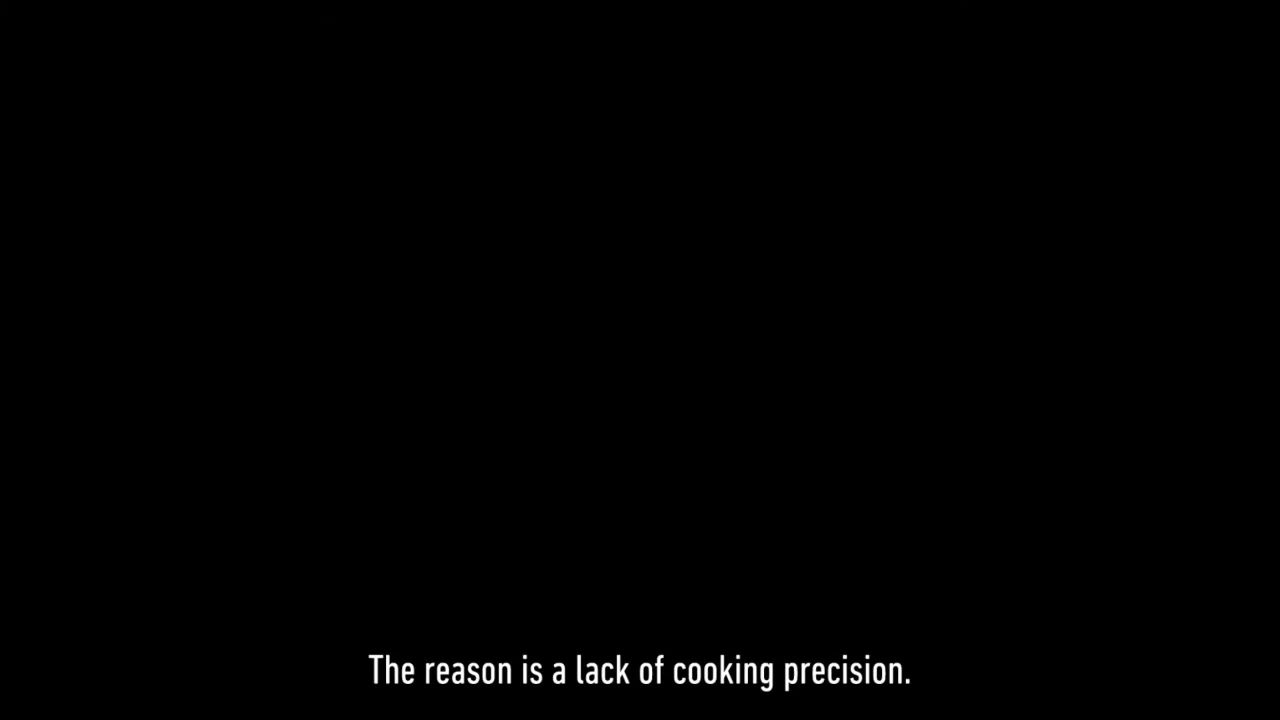 The reason is a lack of cooking precision.